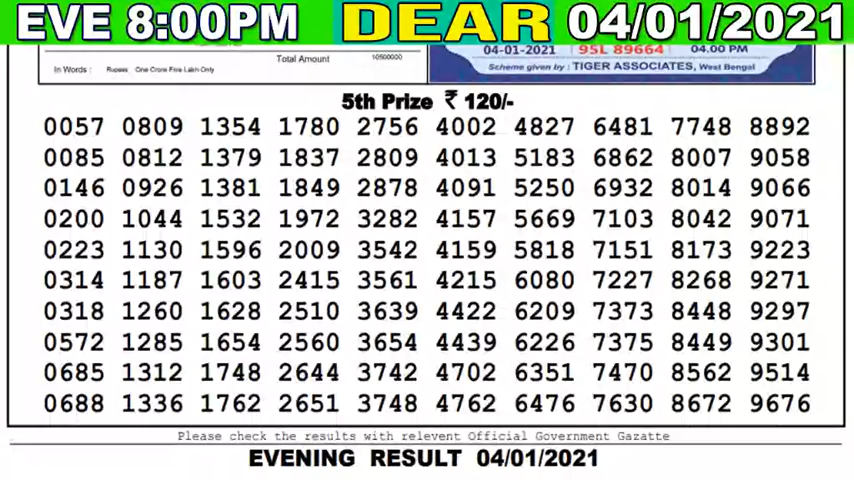 EVE 8:00PM DEAR 04/01/2021
Total Amount 10500000
In Words : Rupees One Crore Five Lakh Only
04-01-2021 95L 89664 04.00 PM
Scheme given by : TIGER ASSOCIATES, West Bengal
5th Prize ₹ 120/-
0057 0809 1354 1780 2756 4002 4827 6481 7748 8892
0085 0812 1379 1837 2809 4013 5183 6862 8007 9058
0146 0926 1381 1849 2878 4091 5250 6932 8014 9066
0200 1044 1532 1972 3282 4157 5669 7103 8042 9071
0223 1130 1596 2009 3542 4159 5818 7151 8173 9223
0314 1187 1603 2415 3561 4215 6080 7227 8268 9271
0318 1260 1628 2510 3639 4422 6209 7373 8448 9297
0572 1285 1654 2560 3654 4439 6226 7375 8449 9301
0685 1312 1748 2644 3742 4702 6351 7470 8562 9514
0688 1336 1762 2651 3748 4762 6476 7630 8672 9676
Please check the results with relevent Official Government Gazatte
EVENING RESULT 04/01/2021